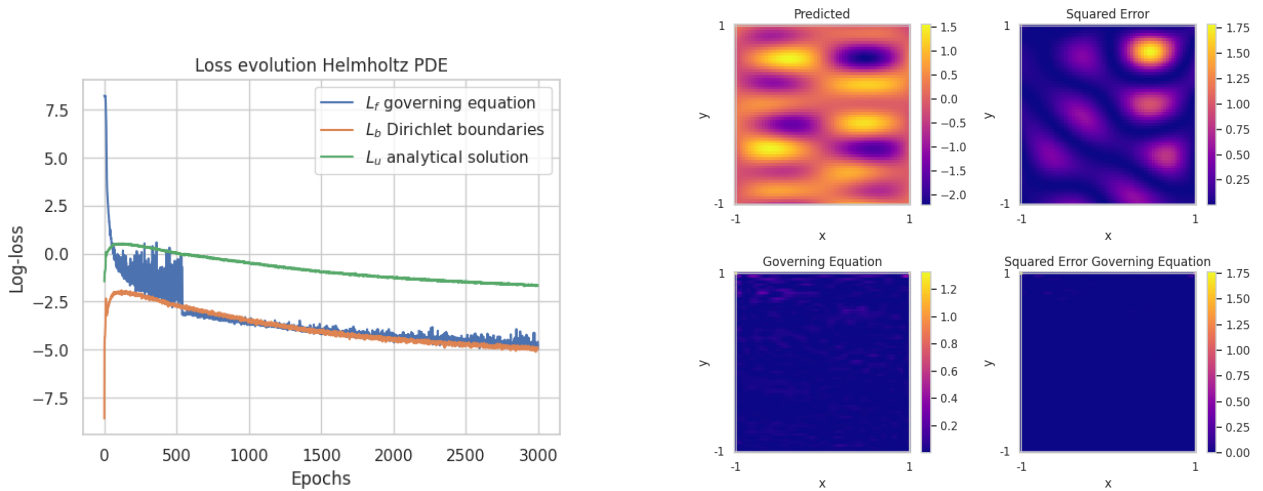 Loss evolution Helmholtz PDE
Log-loss
7.5
5.0
2.5
0.0
−2.5
−5.0
−7.5
L_f governing equation
L_b Dirichlet boundaries
L_u analytical solution
0 500 1000 1500 2000 2500 3000
Epochs
Predicted
y
1
-1
-1 1
x
1.5
1.0
0.5
0.0
−0.5
−1.0
−1.5
−2.0
Squared Error
y
1
-1
-1 1
x
1.75
1.50
1.25
1.00
0.75
0.50
0.25
Governing Equation
y
1
-1
-1 1
x
1.2
1.0
0.8
0.6
0.4
0.2
Squared Error Governing Equation
y
1
-1
-1 1
x
1.75
1.50
1.25
1.00
0.75
0.50
0.25
0.00